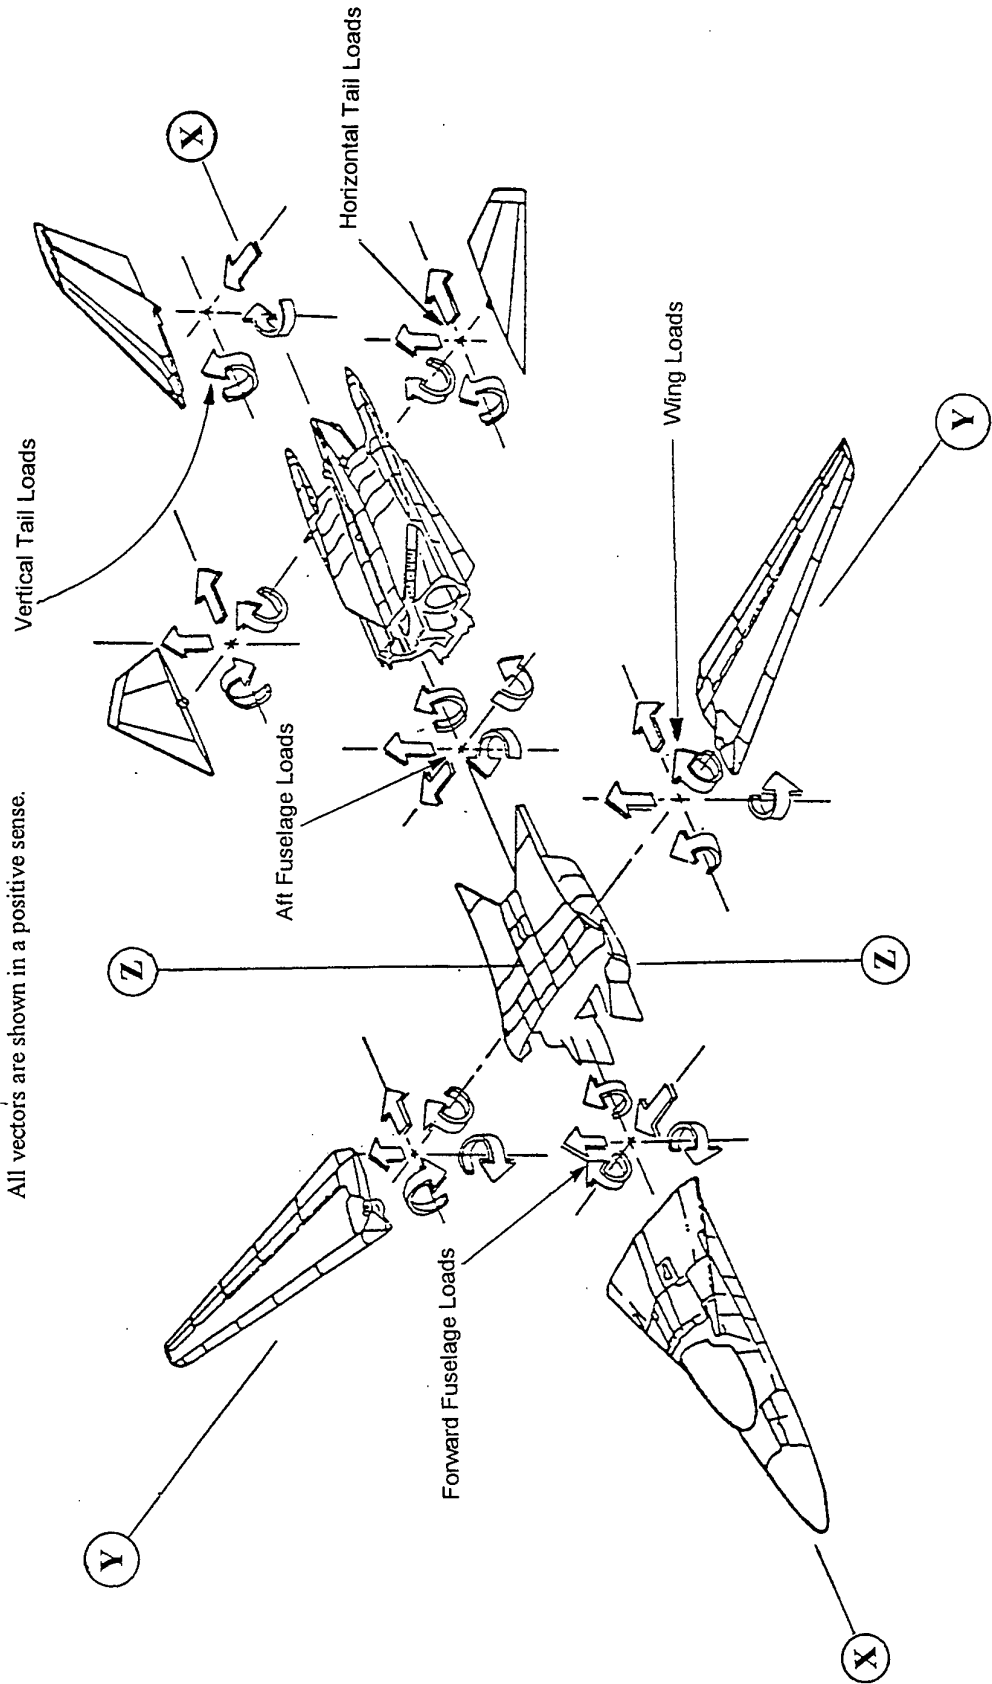 All vectors are shown in a positive sense.
Vertical Tail Loads
X
Horizontal Tail Loads
Z
Aft Fuselage Loads
Y
Wing Loads
Y
Forward Fuselage Loads
Z
X